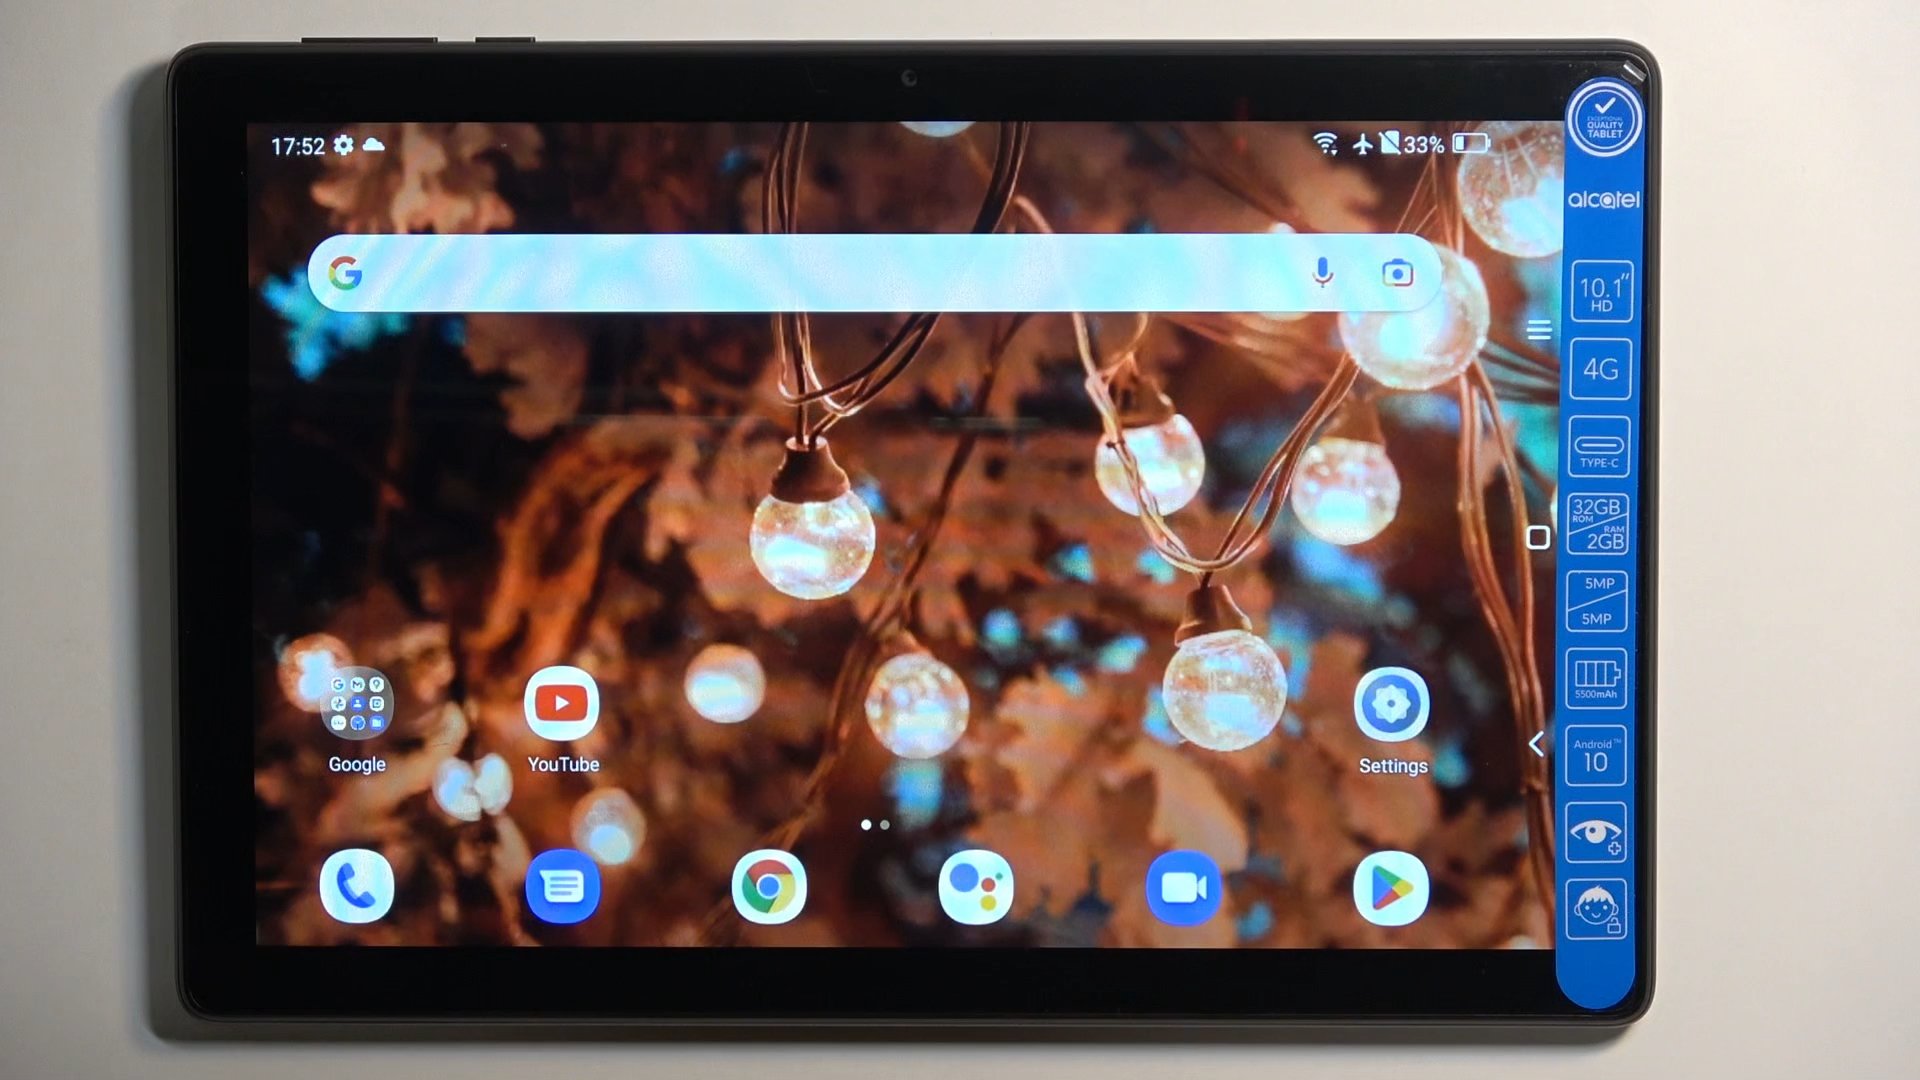 17:52
33%
EXCEPTIONAL
QUALITY
TABLET
alcatel
10.1"
HD
4G
TYPE-C
32GB
ROM
RAM
2GB
5MP
5MP
5500mAh
Android™
10
Google
YouTube
Settings